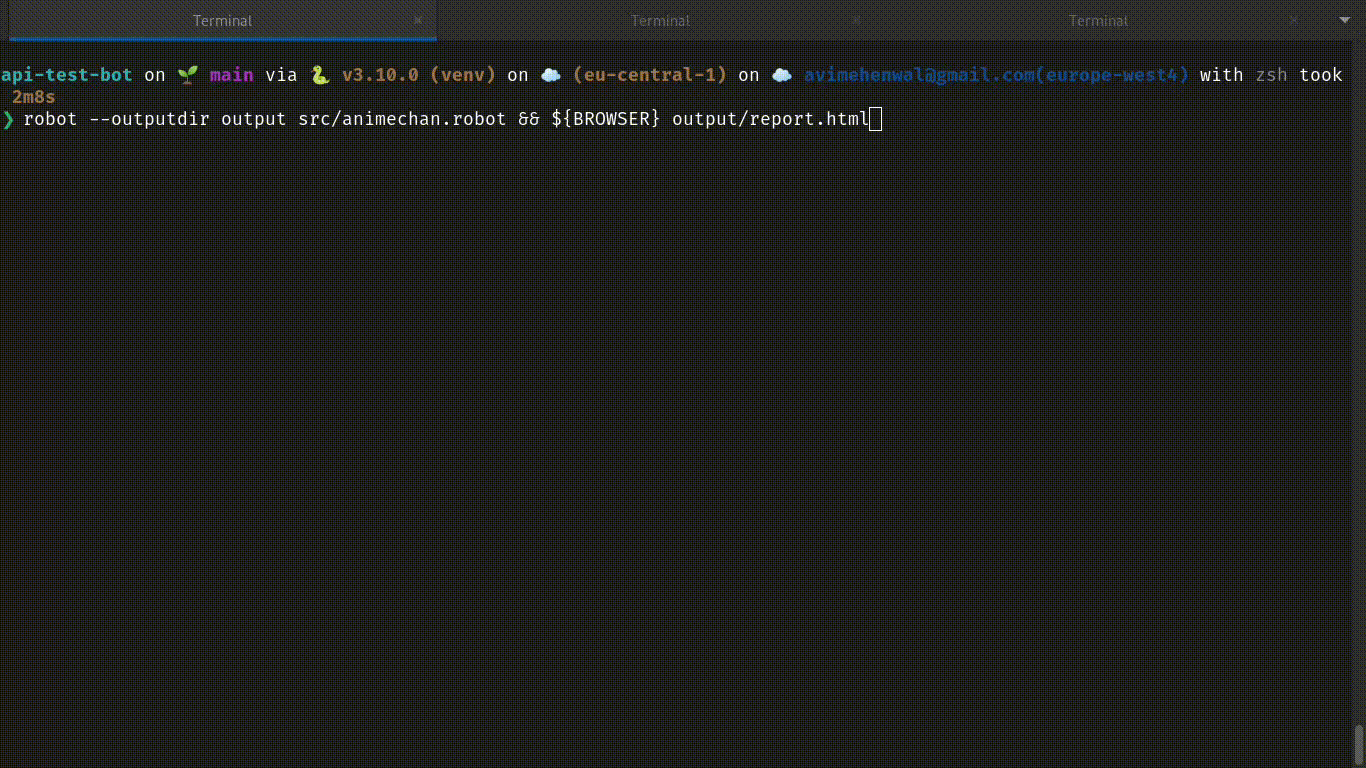 Terminal × Terminal × Terminal ×
api-test-bot on 🌱 main via 🐍 v3.10.0 (venv) on ☁️ (eu-central-1) on ☁️ avimehenwal@gmail.com(europe-west4) with zsh took
2m8s
❯ robot --outputdir output src/animechan.robot && ${BROWSER} output/report.html